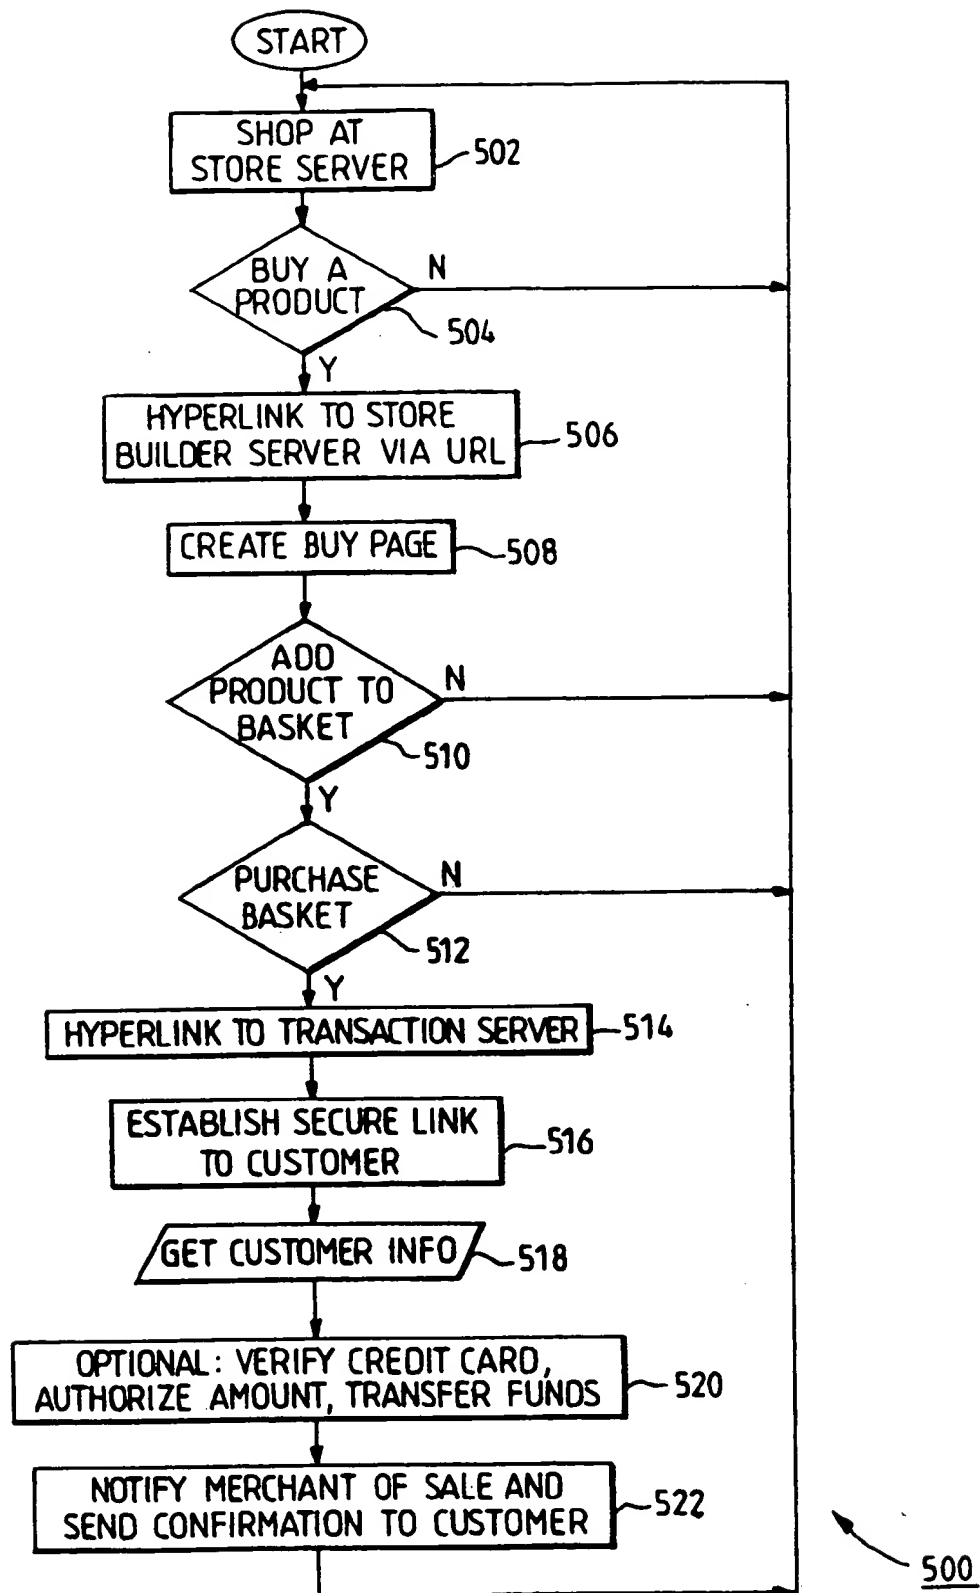 START
SHOP AT
STORE SERVER
502
BUY A
PRODUCT
N
504
Y
HYPERLINK TO STORE
BUILDER SERVER VIA URL
506
CREATE BUY PAGE
508
ADD
PRODUCT TO
BASKET
N
510
Y
PURCHASE
BASKET
N
512
Y
HYPERLINK TO TRANSACTION SERVER
514
ESTABLISH SECURE LINK
TO CUSTOMER
516
GET CUSTOMER INFO
518
OPTIONAL: VERIFY CREDIT CARD,
AUTHORIZE AMOUNT, TRANSFER FUNDS
520
NOTIFY MERCHANT OF SALE AND
SEND CONFIRMATION TO CUSTOMER
522
500